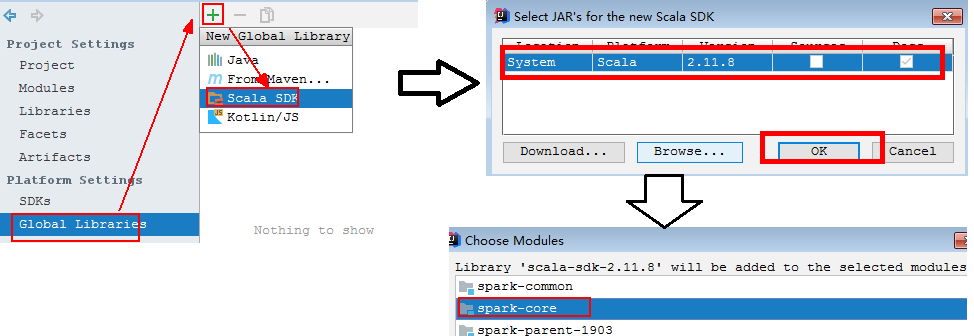 Project Settings
Project
Modules
Libraries
Facets
Artifacts
Platform Settings
SDKs
Global Libraries
New Global Library
Java
From Maven...
Scala SDK
Kotlin/JS
Nothing to show
Select JAR's for the new Scala SDK
Location Platform Version Sources Docs
System Scala 2.11.8
Download... Browse... OK Cancel
Choose Modules
Library 'scala-sdk-2.11.8' will be added to the selected modules
spark-common
spark-core
spark-parent-1903